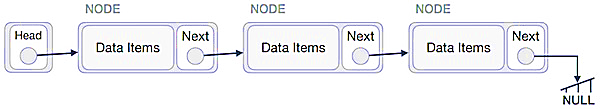 NODE NODE NODE
Head Data Items Next Data Items Next Data Items Next
NULL